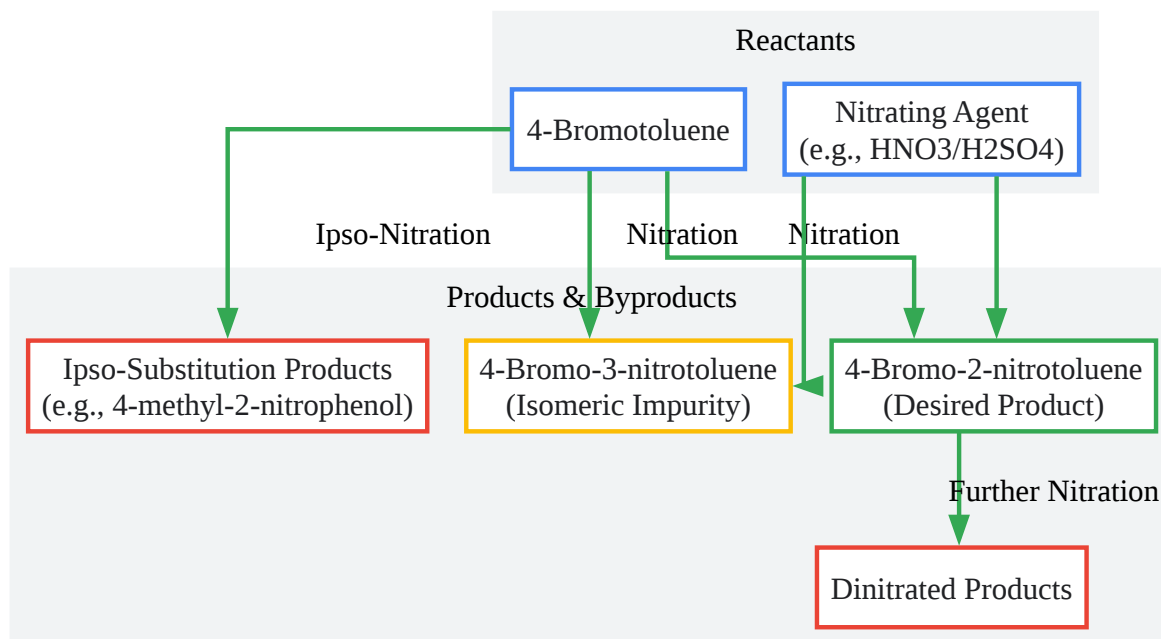 Reactants
4-Bromotoluene
Nitrating Agent
(e.g., HNO3/H2SO4)
Ipso-Nitration
Nitration
Nitration
Products & Byproducts
Ipso-Substitution Products
(e.g., 4-methyl-2-nitrophenol)
4-Bromo-3-nitrotoluene
(Isomeric Impurity)
4-Bromo-2-nitrotoluene
(Desired Product)
Further Nitration
Dinitrated Products